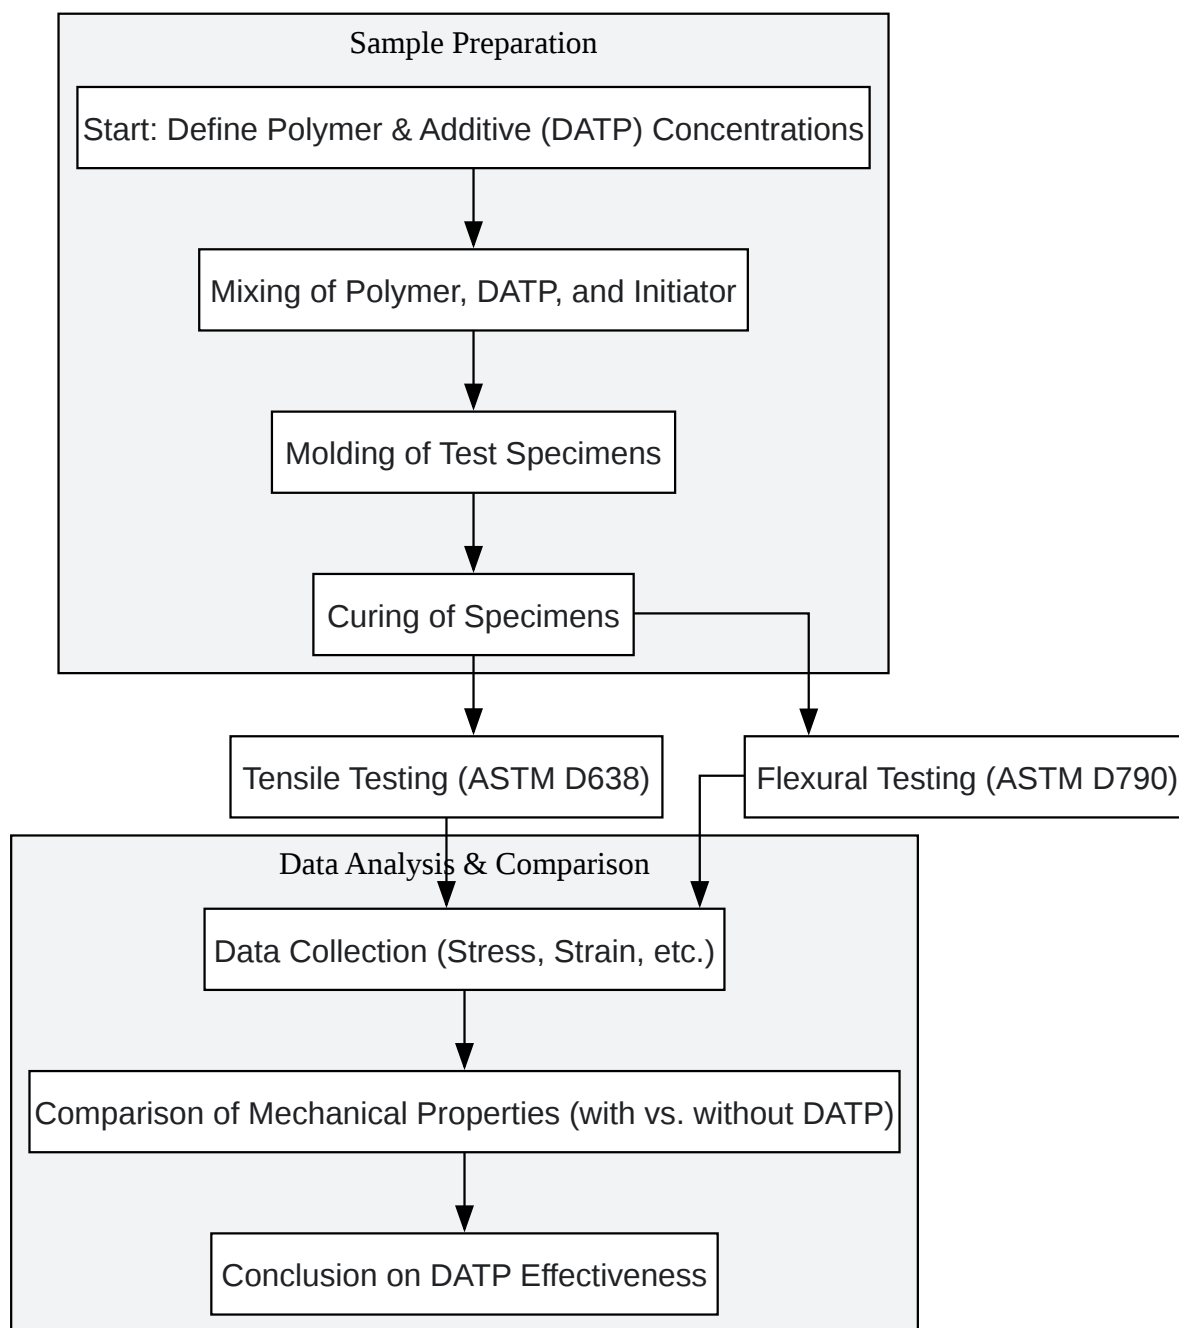 Sample Preparation
Start: Define Polymer & Additive (DATP) Concentrations
Mixing of Polymer, DATP, and Initiator
Molding of Test Specimens
Curing of Specimens
Tensile Testing (ASTM D638)
Flexural Testing (ASTM D790)
Data Analysis & Comparison
Data Collection (Stress, Strain, etc.)
Comparison of Mechanical Properties (with vs. without DATP)
Conclusion on DATP Effectiveness